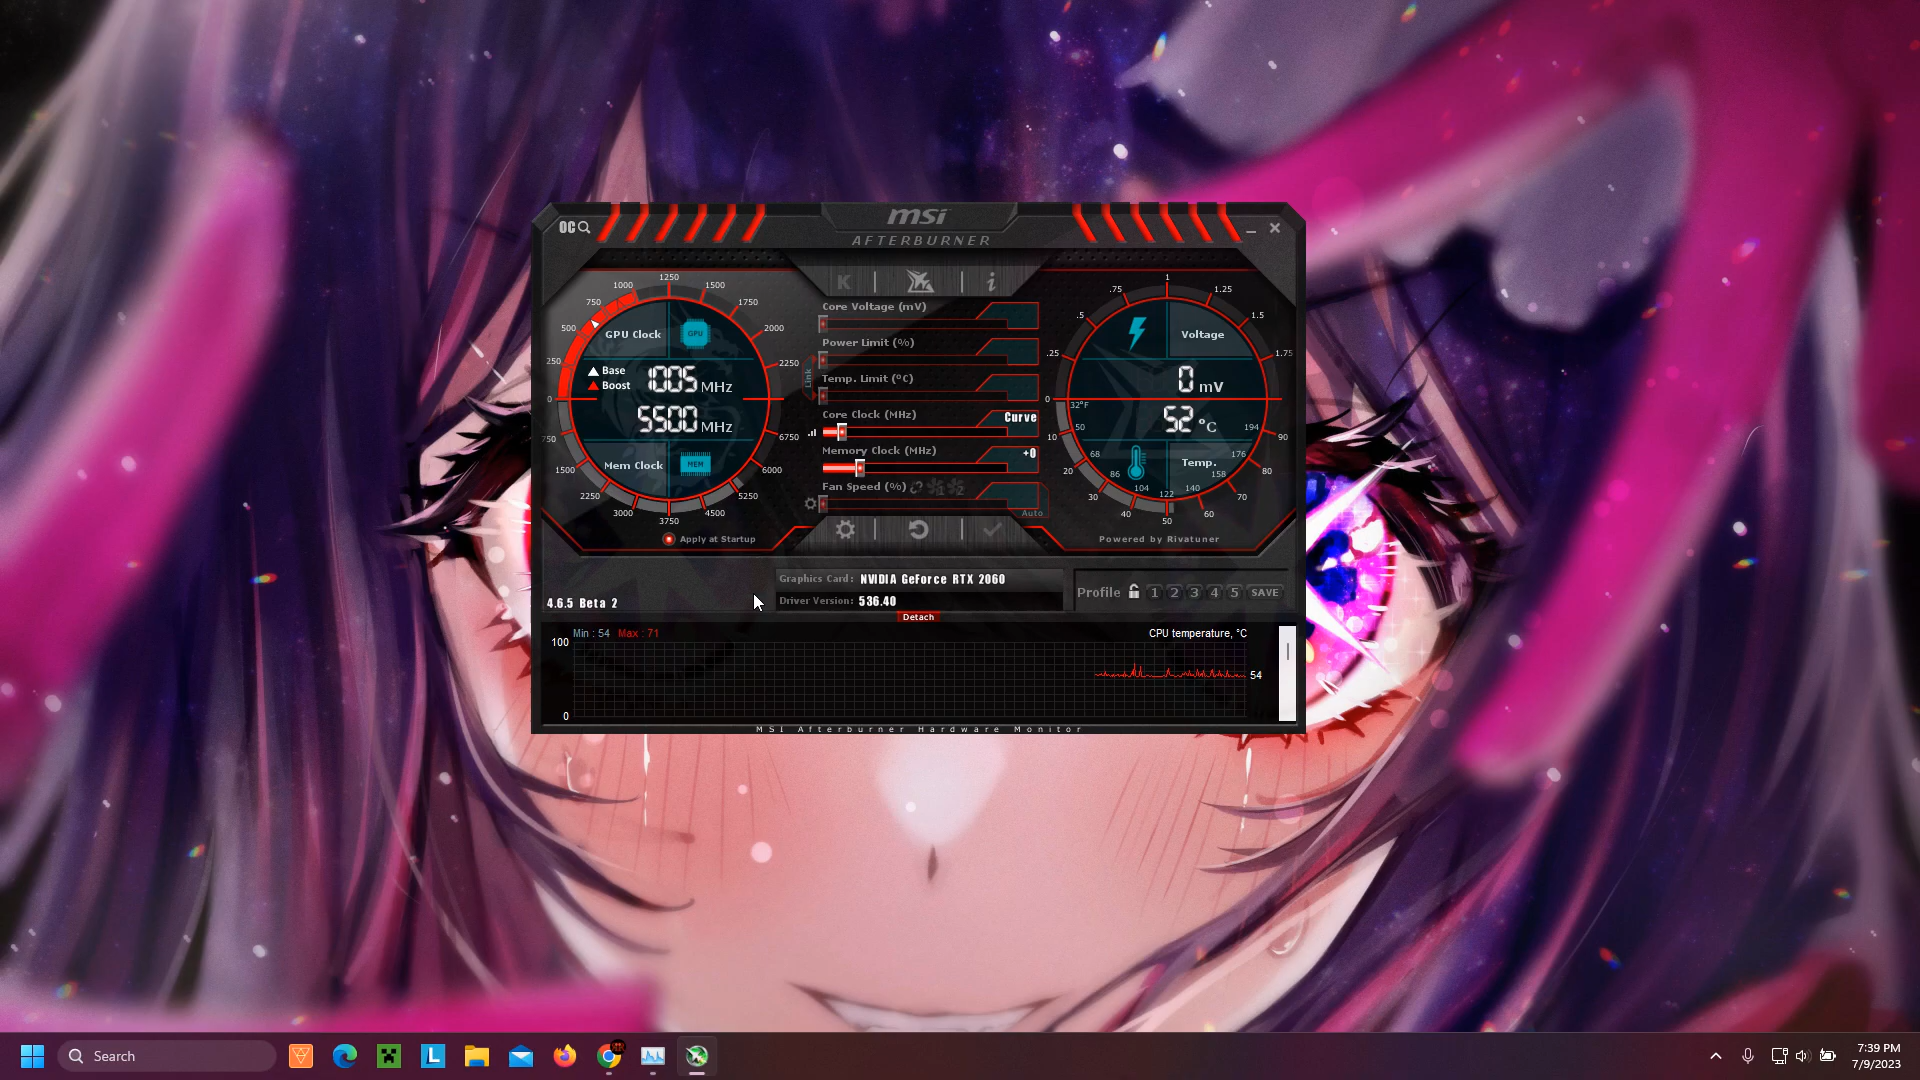 OC
msi
AFTERBURNER
K
i
1250
1000
1500
750
1750
500
2000
250
2250
0
GPU Clock
GPU
Base
Boost
1005 MHz
5500 MHz
Mem Clock
MEM
750
6750
1500
6000
2250
5250
3000
4500
3750
Apply at Startup
Core Voltage (mV)
Power Limit (%)
Link
Temp. Limit (ºC)
Core Clock (MHz)
Curve
Memory Clock (MHz)
+0
Fan Speed (%)
1
2
Auto
1
.75
1.25
.5
1.5
.25
1.75
0
Voltage
0 mV
52 °C
Temp.
32°F
50
194
10
90
68
176
20
80
86
158
104
140
122
30
70
40
60
50
Powered by Rivatuner
Graphics Card: NVIDIA GeForce RTX 2060
Driver Version: 536.40
4.6.5 Beta 2
Profile 1 2 3 4 5 SAVE
Detach
Min : 54 Max : 71
CPU temperature, °C
100
54
0
MSI Afterburner Hardware Monitor
Search
L
7:39 PM
7/9/2023